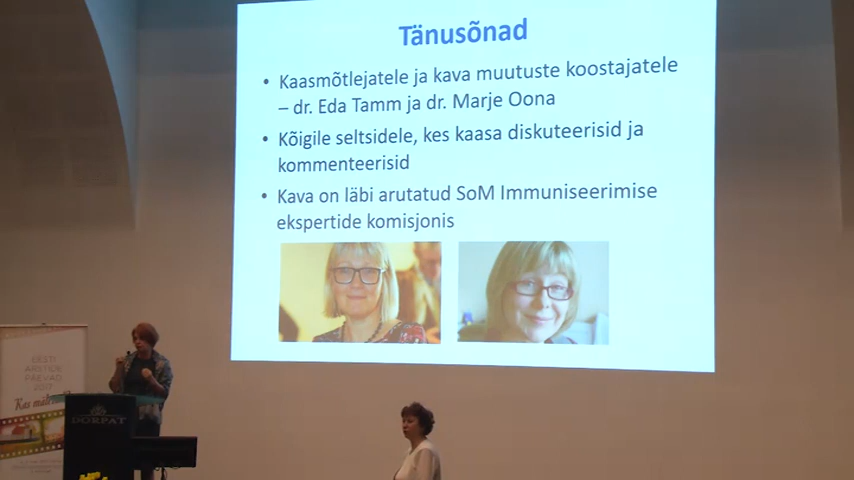 Tänusõnad
• Kaasmõtlejatele ja kava muutuste koostajatele
– dr. Eda Tamm ja dr. Marje Oona
• Kõigile seltsidele, kes kaasa diskuteerisid ja
kommenteerisid
• Kava on läbi arutatud SoM Immuniseerimise
ekspertide komisjonis
EESTI
ARSTIDE
PÄEVAD
Kas
DORPAT